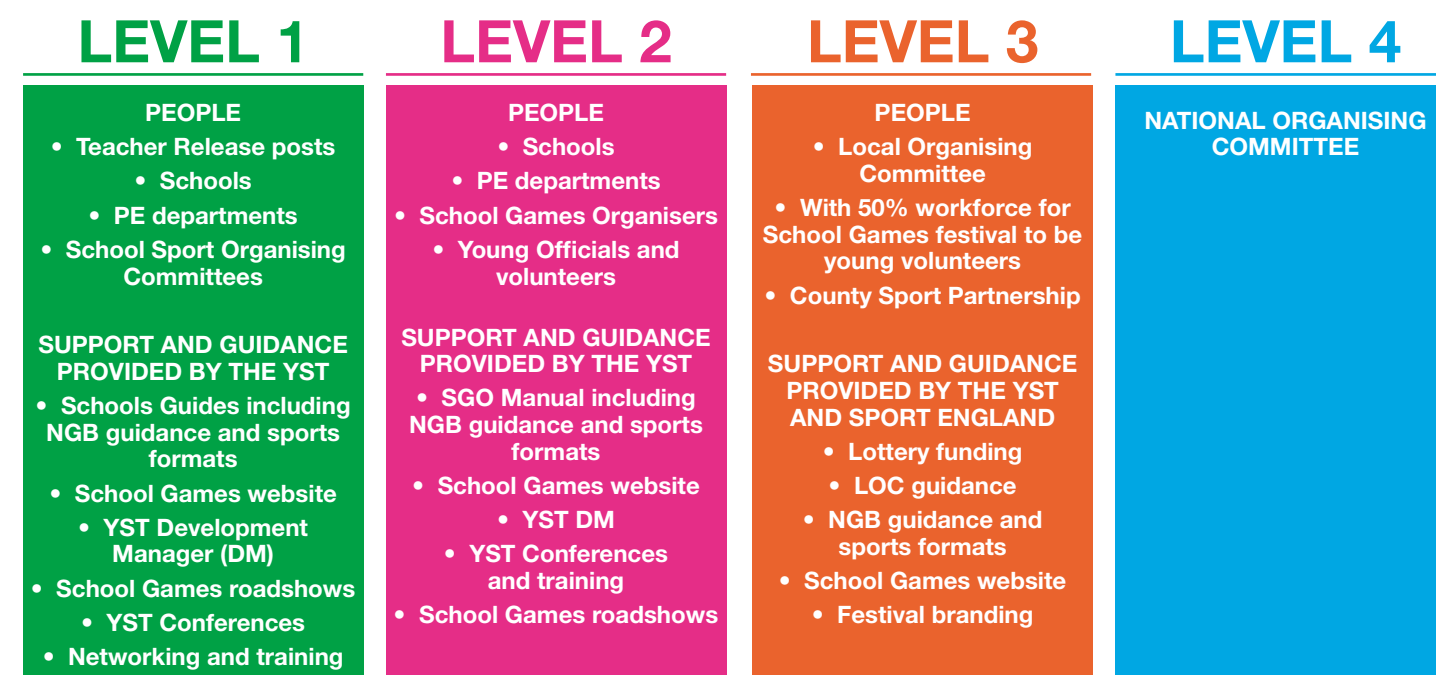 LEVEL 1
PEOPLE
• Teacher Release posts
• Schools
• PE departments
• School Sport Organising
Committees
SUPPORT AND GUIDANCE
PROVIDED BY THE YST
• Schools Guides including
NGB guidance and sports
formats
• School Games website
• YST Development
Manager (DM)
• School Games roadshows
• YST Conferences
• Networking and training
LEVEL 2
PEOPLE
• Schools
• PE departments
• School Games Organisers
• Young Officials and
volunteers
SUPPORT AND GUIDANCE
PROVIDED BY THE YST
• SGO Manual including
NGB guidance and sports
formats
• School Games website
• YST DM
• YST Conferences
and training
• School Games roadshows
LEVEL 3
PEOPLE
• Local Organising
Committee
• With 50% workforce for
School Games festival to be
young volunteers
• County Sport Partnership
SUPPORT AND GUIDANCE
PROVIDED BY THE YST
AND SPORT ENGLAND
• Lottery funding
• LOC guidance
• NGB guidance and
sports formats
• School Games website
• Festival branding
LEVEL 4
NATIONAL ORGANISING
COMMITTEE